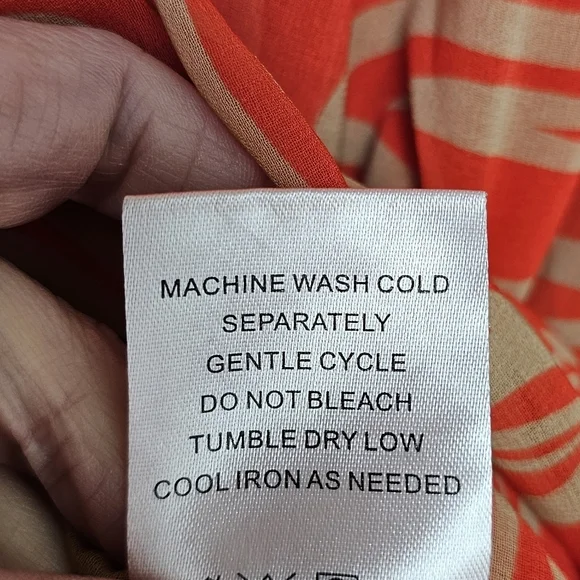 MACHINE WASH COLD
SEPARATELY
GENTLE CYCLE
DO NOT BLEACH
TUMBLE DRY LOW
COOL IRON AS NEEDED